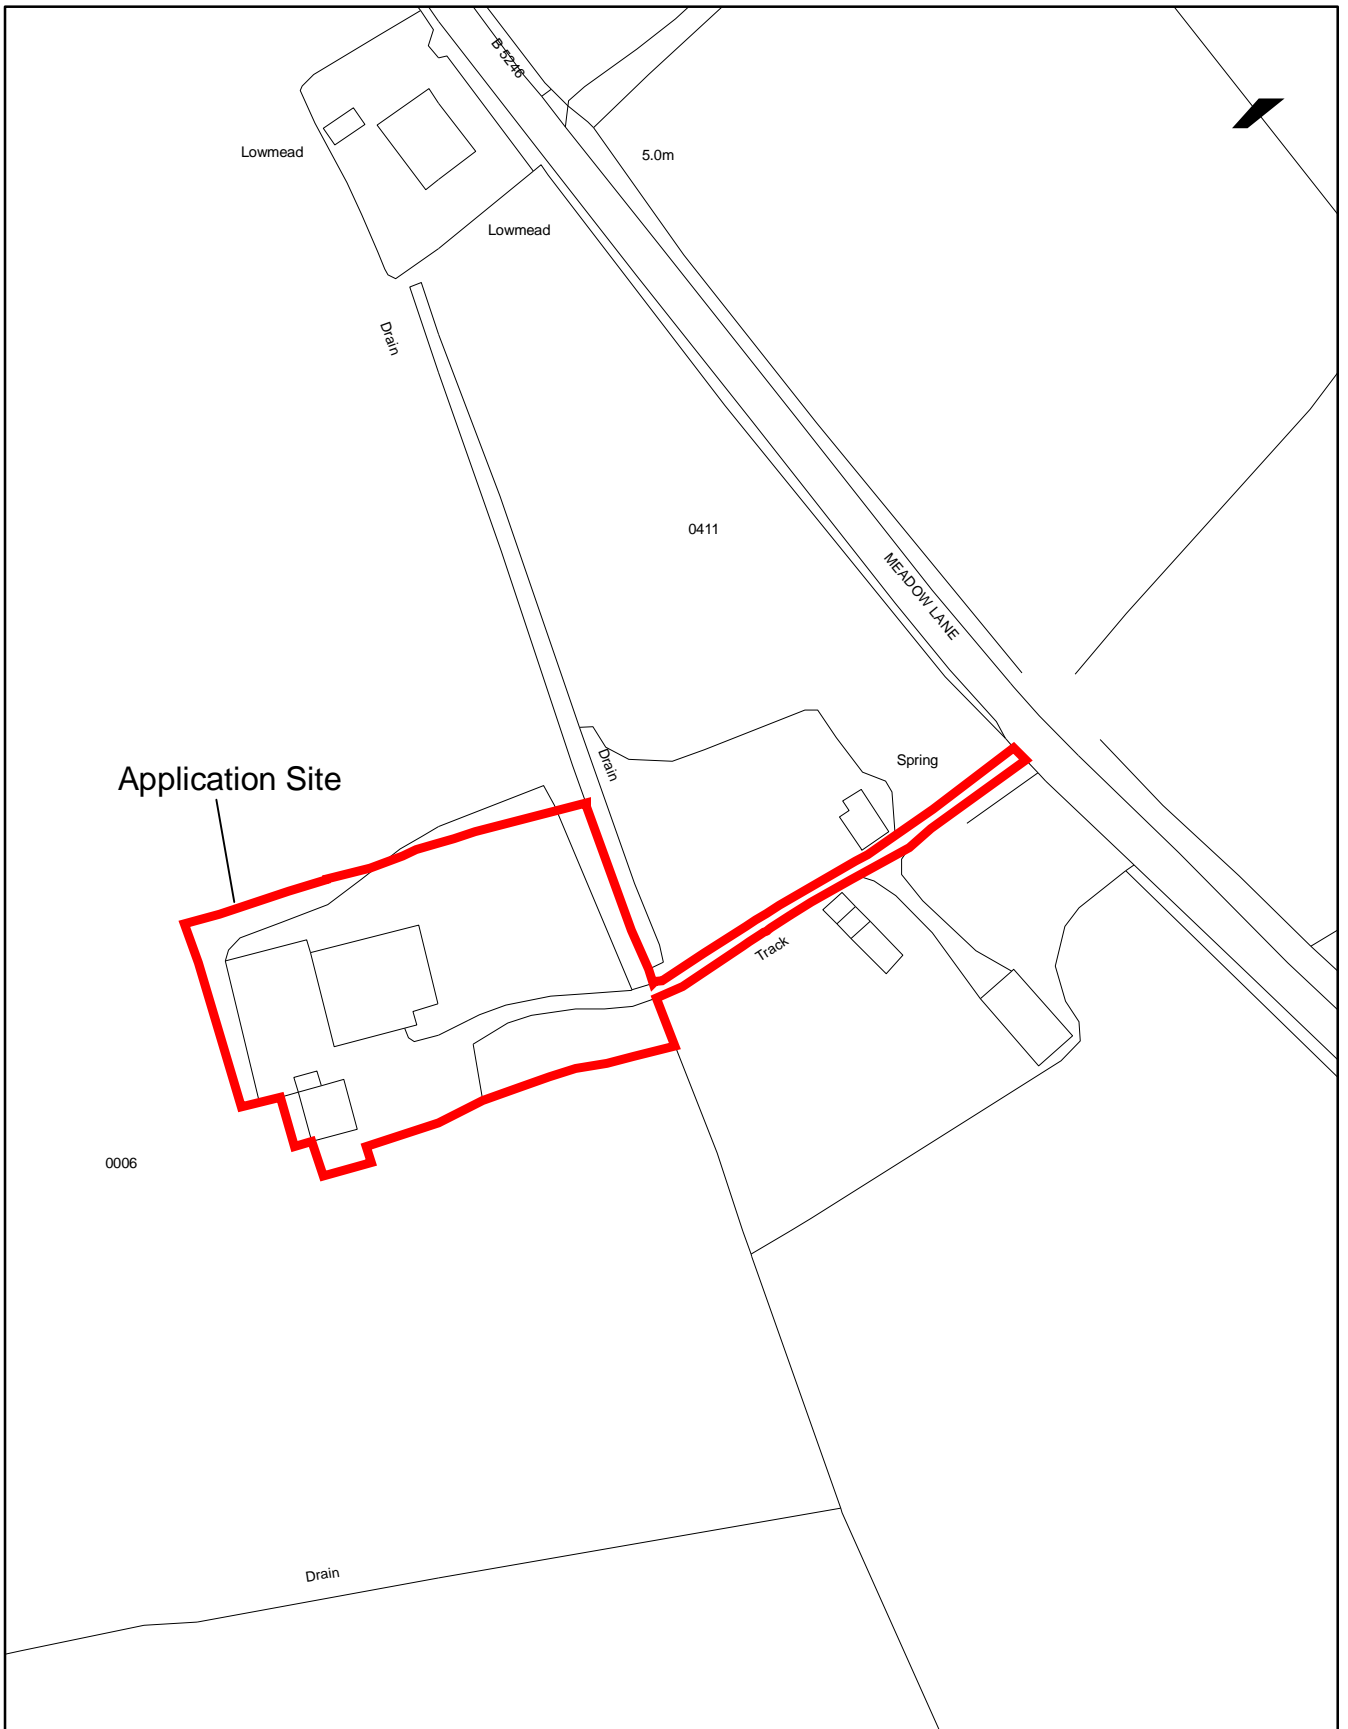 B 5246
Lowmead
5.0m
Lowmead
Drain
0411
MEADOW LANE
Drain
Spring
Application Site
Track
0006
Drain